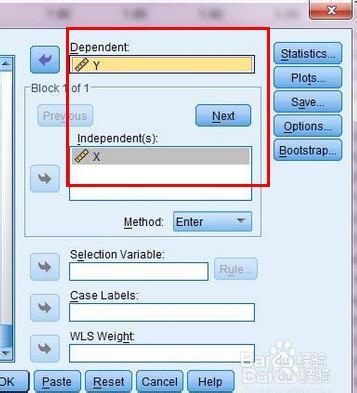 Dependent:
Y
Statistics...
Plots...
Block 1 of 1
Save...
Previous
Next
Options...
Independent(s):
X
Bootstrap...
Method: Enter
Selection Variable:
Rule...
Case Labels:
WLS Weight:
OK
Paste
Reset
Cancel
Help
Baidu 经验